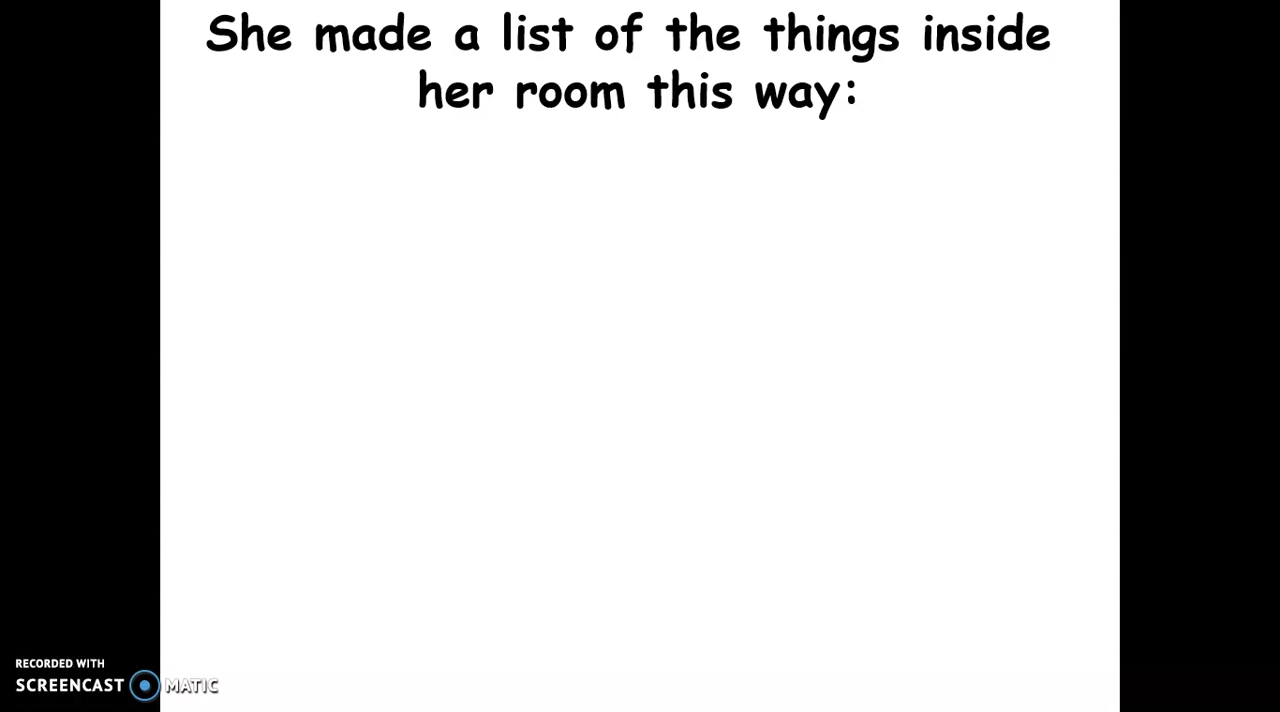 She made a list of the things inside
her room this way:
RECORDED WITH
SCREENCAST MATIC